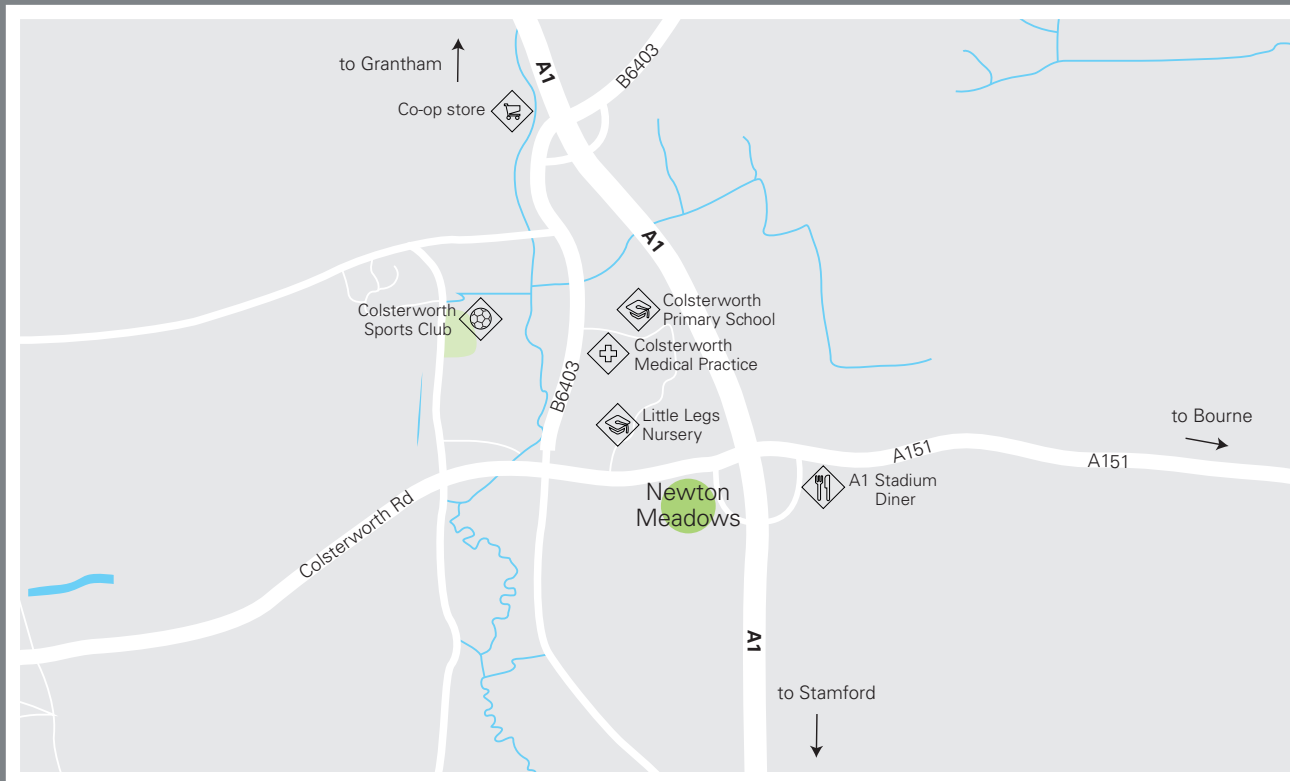 to Grantham
A1
B6403
Co-op store
A1
Colsterworth
Primary School
Colsterworth
Sports Club
Colsterworth
Medical Practice
B6403
Little Legs
Nursery
to Bourne
A151
A151
A1 Stadium
Diner
Newton
Meadows
Colsterworth Rd
A1
to Stamford